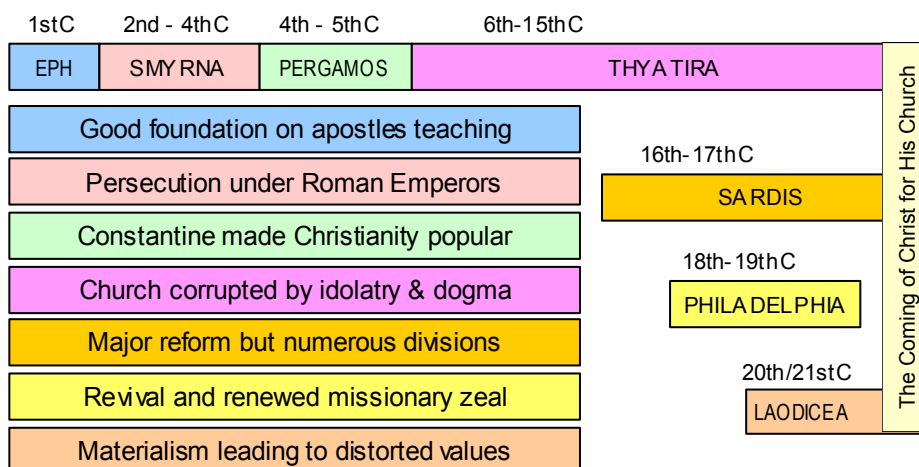 1stC 2nd - 4thC 4th - 5thC 6th-15thC
EPH SMYRNA PERGAMOS THYATIRA
Good foundation on apostles teaching
Persecution under Roman Emperors
Constantine made Christianity popular
Church corrupted by idolatry & dogma
Major reform but numerous divisions
Revival and renewed missionary zeal
Materialism leading to distorted values
16th-17thC
SARDIS
18th-19thC
PHILADELPHIA
20th/21stC
LAODICEA
The Coming of Christ for His Church